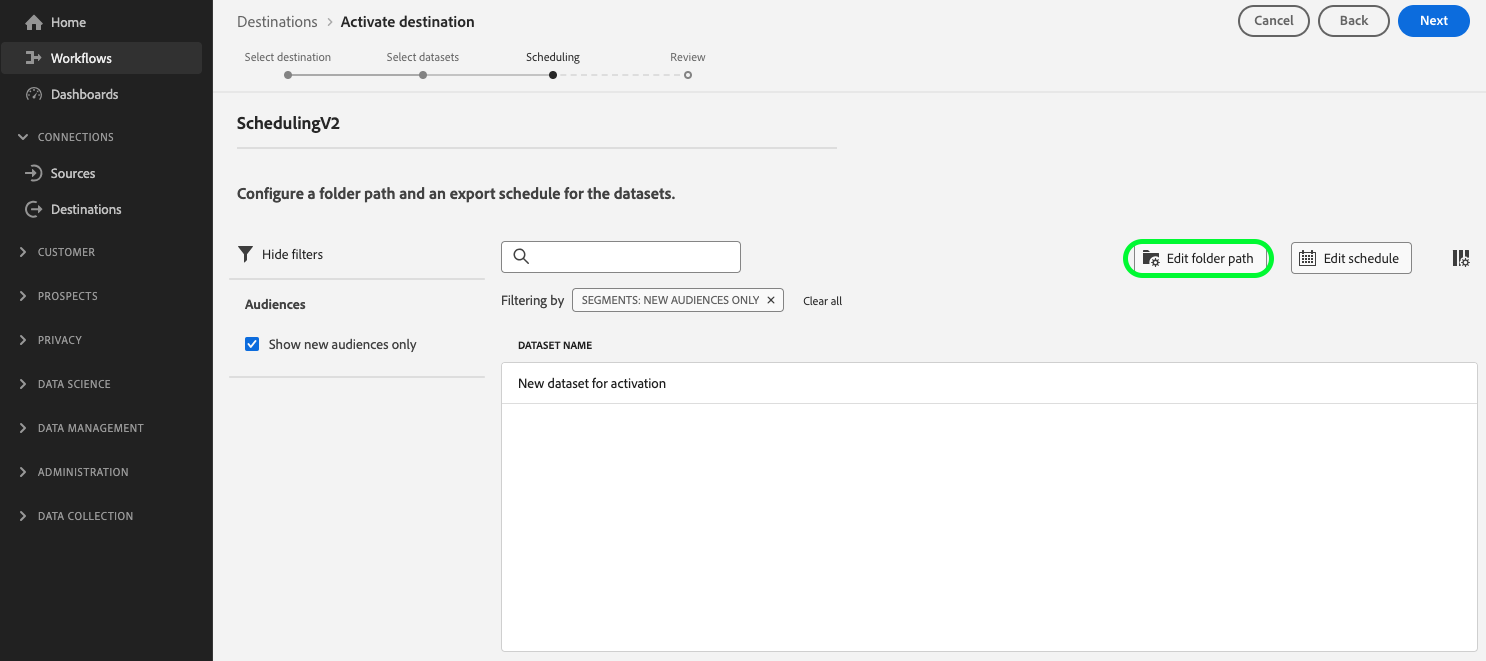 Home
Workflows
Dashboards
CONNECTIONS
Sources
Destinations
CUSTOMER
PROSPECTS
PRIVACY
DATA SCIENCE
DATA MANAGEMENT
ADMINISTRATION
DATA COLLECTION
Destinations > Activate destination
Cancel Back Next
Select destination Select datasets Scheduling Review
SchedulingV2
Configure a folder path and an export schedule for the datasets.
Hide filters
Audiences
Show new audiences only
Edit folder path Edit schedule
Filtering by SEGMENTS: NEW AUDIENCES ONLY × Clear all
DATASET NAME
New dataset for activation